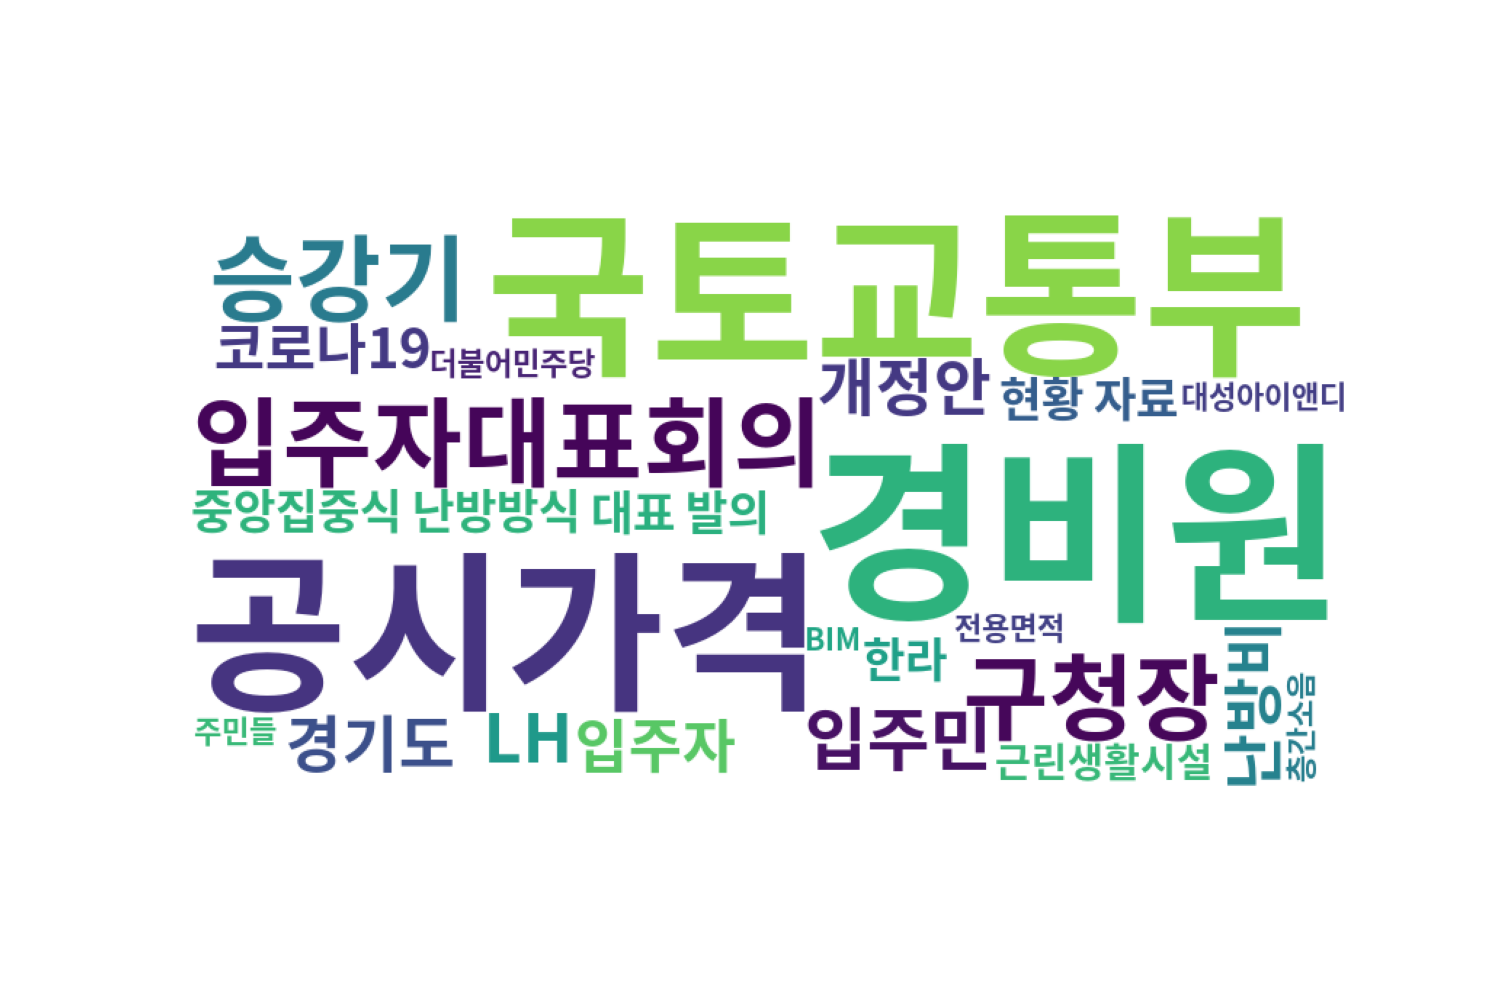 승강기
국토교통부
코로나19
더불어민주당
개정안
현황 자료
대성아이앤디
입주자대표회의
경비원
중앙집중식 난방방식 대표 발의
공시가격
BIM
한라
전용면적
구청장
난방비
층간소음
주민들
경기도
LH
입주자
입주민
근린생활시설